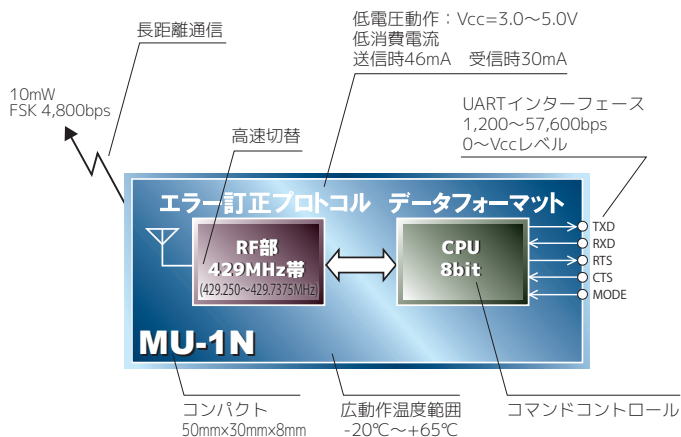 低電圧動作：Vcc=3.0～5.0V
低消費電流
送信時46mA　受信時30mA
長距離通信
10mW
FSK 4,800bps
高速切替
UARTインターフェース
1,200～57,600bps
0～Vccレベル
エラー訂正プロトコル データフォーマット
RF部
429MHz帯
(429.250～429.7375MHz)
CPU
8bit
TXD
RXD
RTS
CTS
MODE
MU-1N
コンパクト
50mm×30mm×8mm
広動作温度範囲
-20℃～+65℃
コマンドコントロール